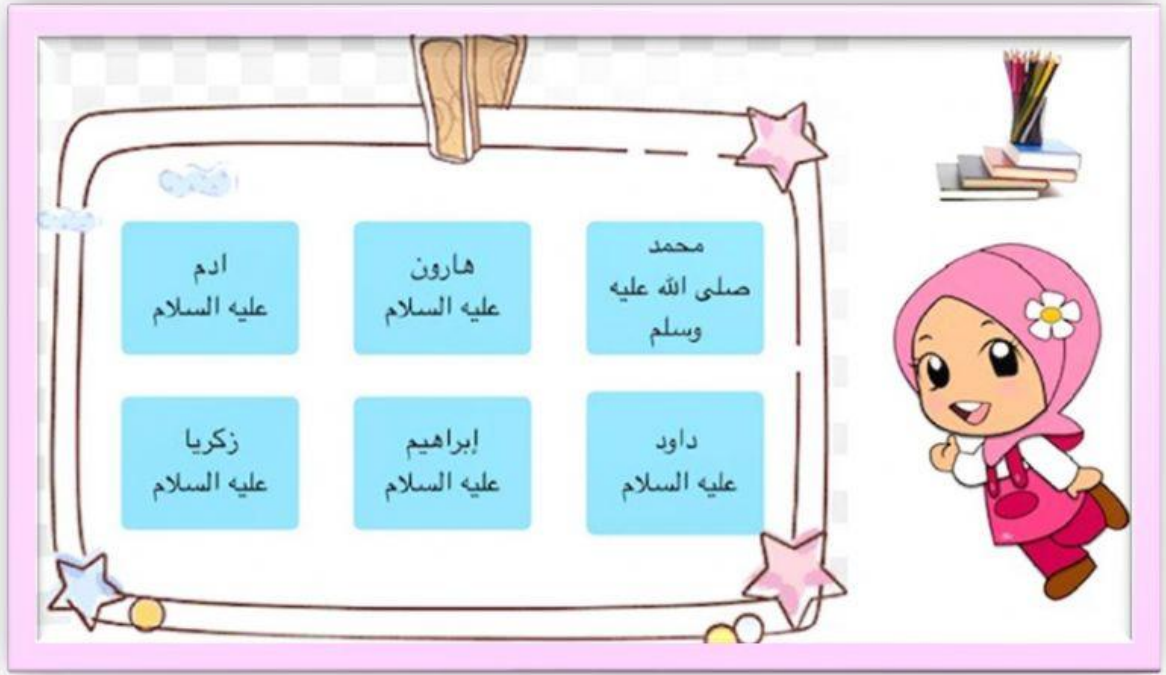 محمد
صلى الله عليه
وسلم
هارون
عليه السلام
ادم
عليه السلام
داود
عليه السلام
إبراهيم
عليه السلام
زكريا
عليه السلام